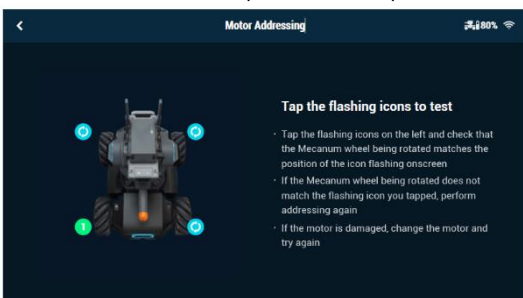 Motor Addressing
80%
Tap the flashing icons to test
· Tap the flashing icons on the left and check that
the Mecanum wheel being rotated matches the
position of the icon flashing onscreen
· If the Mecanum wheel being rotated does not
match the flashing icon you tapped, perform
addressing again
· If the motor is damaged, change the motor and
try again
1